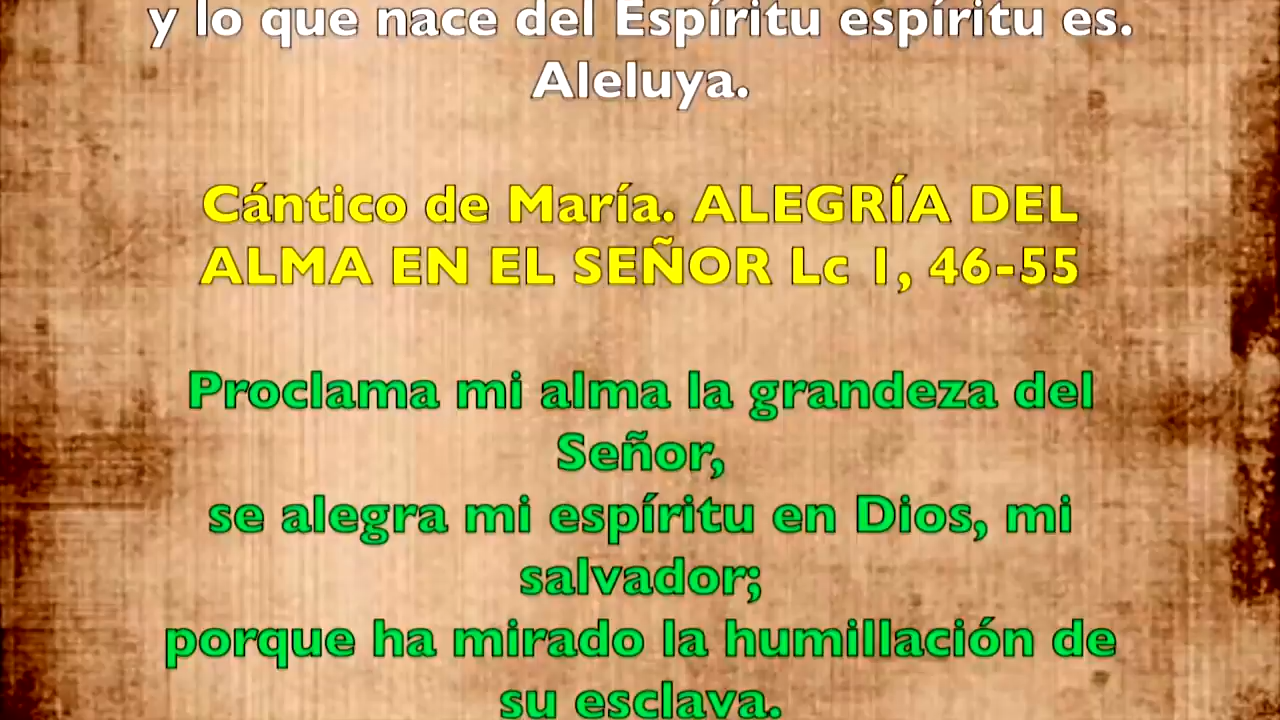 y lo que nace del Espíritu espíritu es.
Aleluya.
Cántico de María. ALEGRÍA DEL
ALMA EN EL SEÑOR Lc 1, 46-55
Proclama mi alma la grandeza del
Señor,
se alegra mi espíritu en Dios, mi
salvador;
porque ha mirado la humillación de
su esclava.